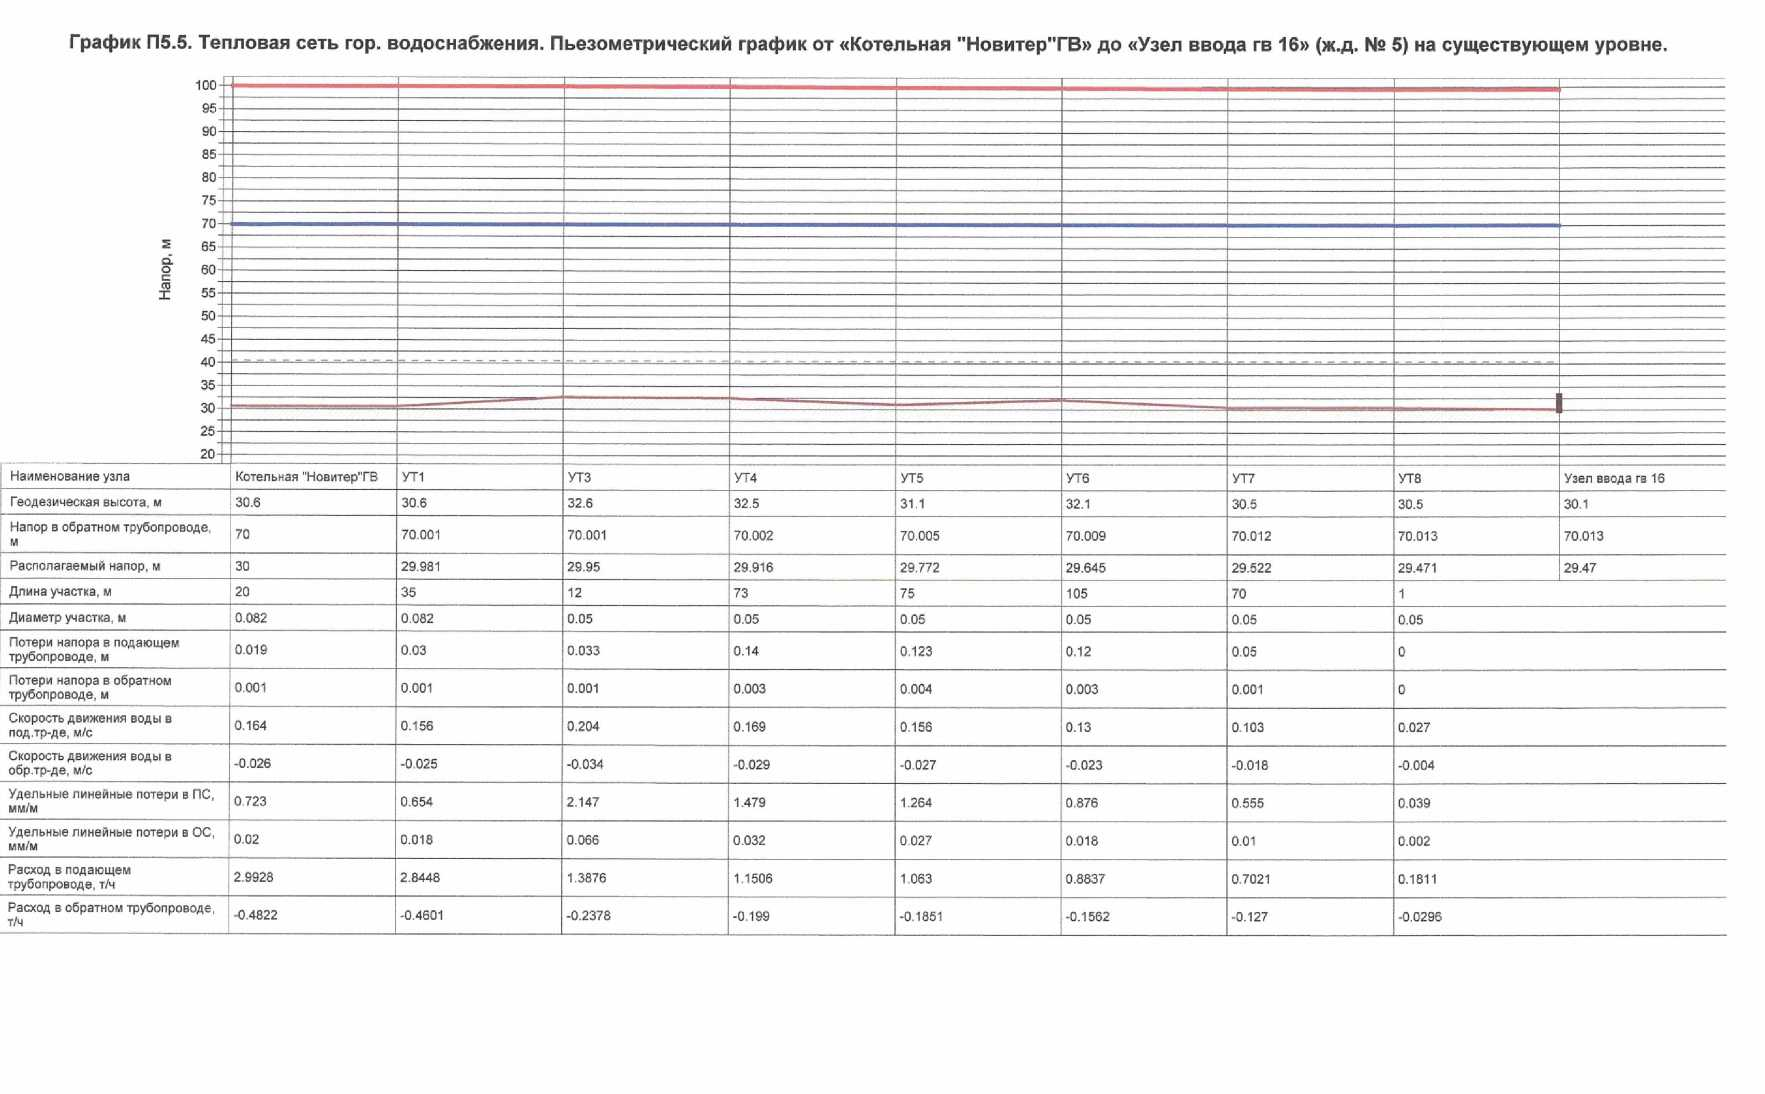 График П5.5. Тепловая сеть гор. водоснабжения. Пьезометрический график от «Котельная "Новитер"ГВ» до «Узел ввода гв 16» (ж.д. № 5) на существующем уровне.
100
95
90
85
80
75
70
65
60
55
50
45
40
35
30
25
20
Напор, м
Наименование узла Котельная "Новитер"ГВ УТ1 УТ3 УТ4 УТ5 УТ6 УТ7 УТ8 Узел ввода гв 16
Геодезическая высота, м 30.6 30.6 32.6 32.5 31.1 32.1 30.5 30.5 30.1
Напор в обратном трубопроводе,
м 70 70.001 70.001 70.002 70.005 70.009 70.012 70.013 70.013
Располагаемый напор, м 30 29.981 29.95 29.916 29.772 29.645 29.522 29.471 29.47
Длина участка, м 20 35 12 73 75 105 70 1
Диаметр участка, м 0.082 0.082 0.05 0.05 0.05 0.05 0.05 0.05
Потери напора в подающем
трубопроводе, м 0.019 0.03 0.033 0.14 0.123 0.12 0.05 0
Потери напора в обратном
трубопроводе, м 0.001 0.001 0.001 0.003 0.004 0.003 0.001 0
Скорость движения воды в
под.тр-де, м/с 0.164 0.156 0.204 0.169 0.156 0.13 0.103 0.027
Скорость движения воды в
обр.тр-де, м/с -0.026 -0.025 -0.034 -0.029 -0.027 -0.023 -0.018 -0.004
Удельные линейные потери в ПС,
мм/м 0.723 0.654 2.147 1.479 1.264 0.876 0.555 0.039
Удельные линейные потери в ОС,
мм/м 0.02 0.018 0.066 0.032 0.027 0.018 0.01 0.002
Расход в подающем
трубопроводе, т/ч 2.9928 2.8448 1.3876 1.1506 1.063 0.8837 0.7021 0.1811
Расход в обратном трубопроводе,
т/ч -0.4822 -0.4601 -0.2378 -0.199 -0.1851 -0.1562 -0.127 -0.0296